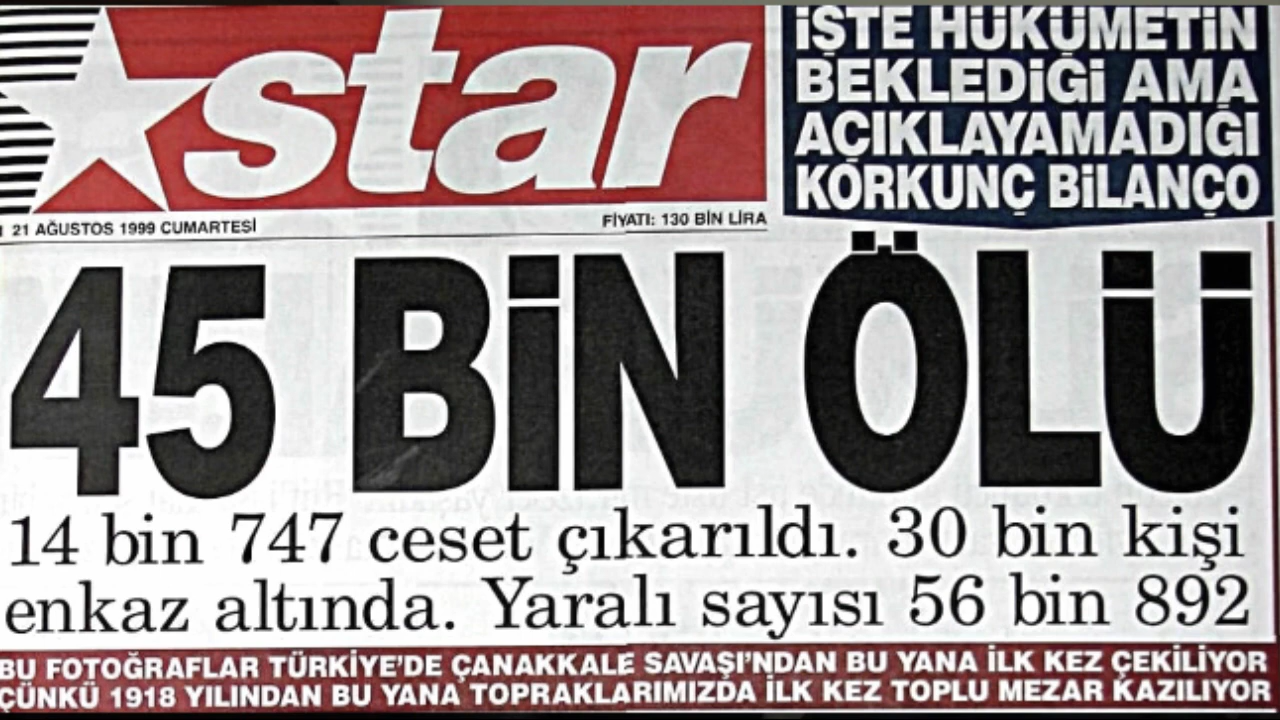 star
İŞTE HÜKÜMETİN
BEKLEDİĞİ AMA
AÇIKLAYAMADIĞI
KORKUNÇ BİLANÇO
21 AĞUSTOS 1999 CUMARTESİ
FİYATI: 130 BİN LİRA
45 BİN ÖLÜ
14 bin 747 ceset çıkarıldı. 30 bin kişi
enkaz altında. Yaralı sayısı 56 bin 892
BU FOTOĞRAFLAR TÜRKİYE'DE ÇANAKKALE SAVAŞI'NDAN BU YANA İLK KEZ ÇEKİLİYOR
ÇÜNKÜ 1918 YILINDAN BU YANA TOPRAKLARIMIZDA İLK KEZ TOPLU MEZAR KAZILIYOR